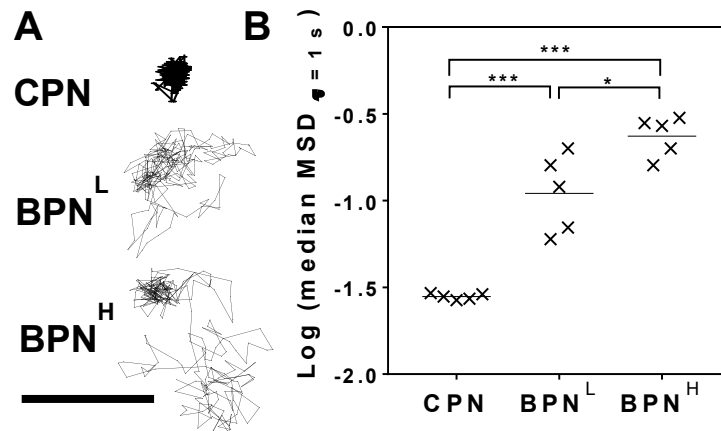 A
CPN
BPN^L
BPN^H
B
Log (median MSD = 1 s)
0.0
-0.5
-1.0
-1.5
-2.0
***
***
*
CPN
BPN^L
BPN^H